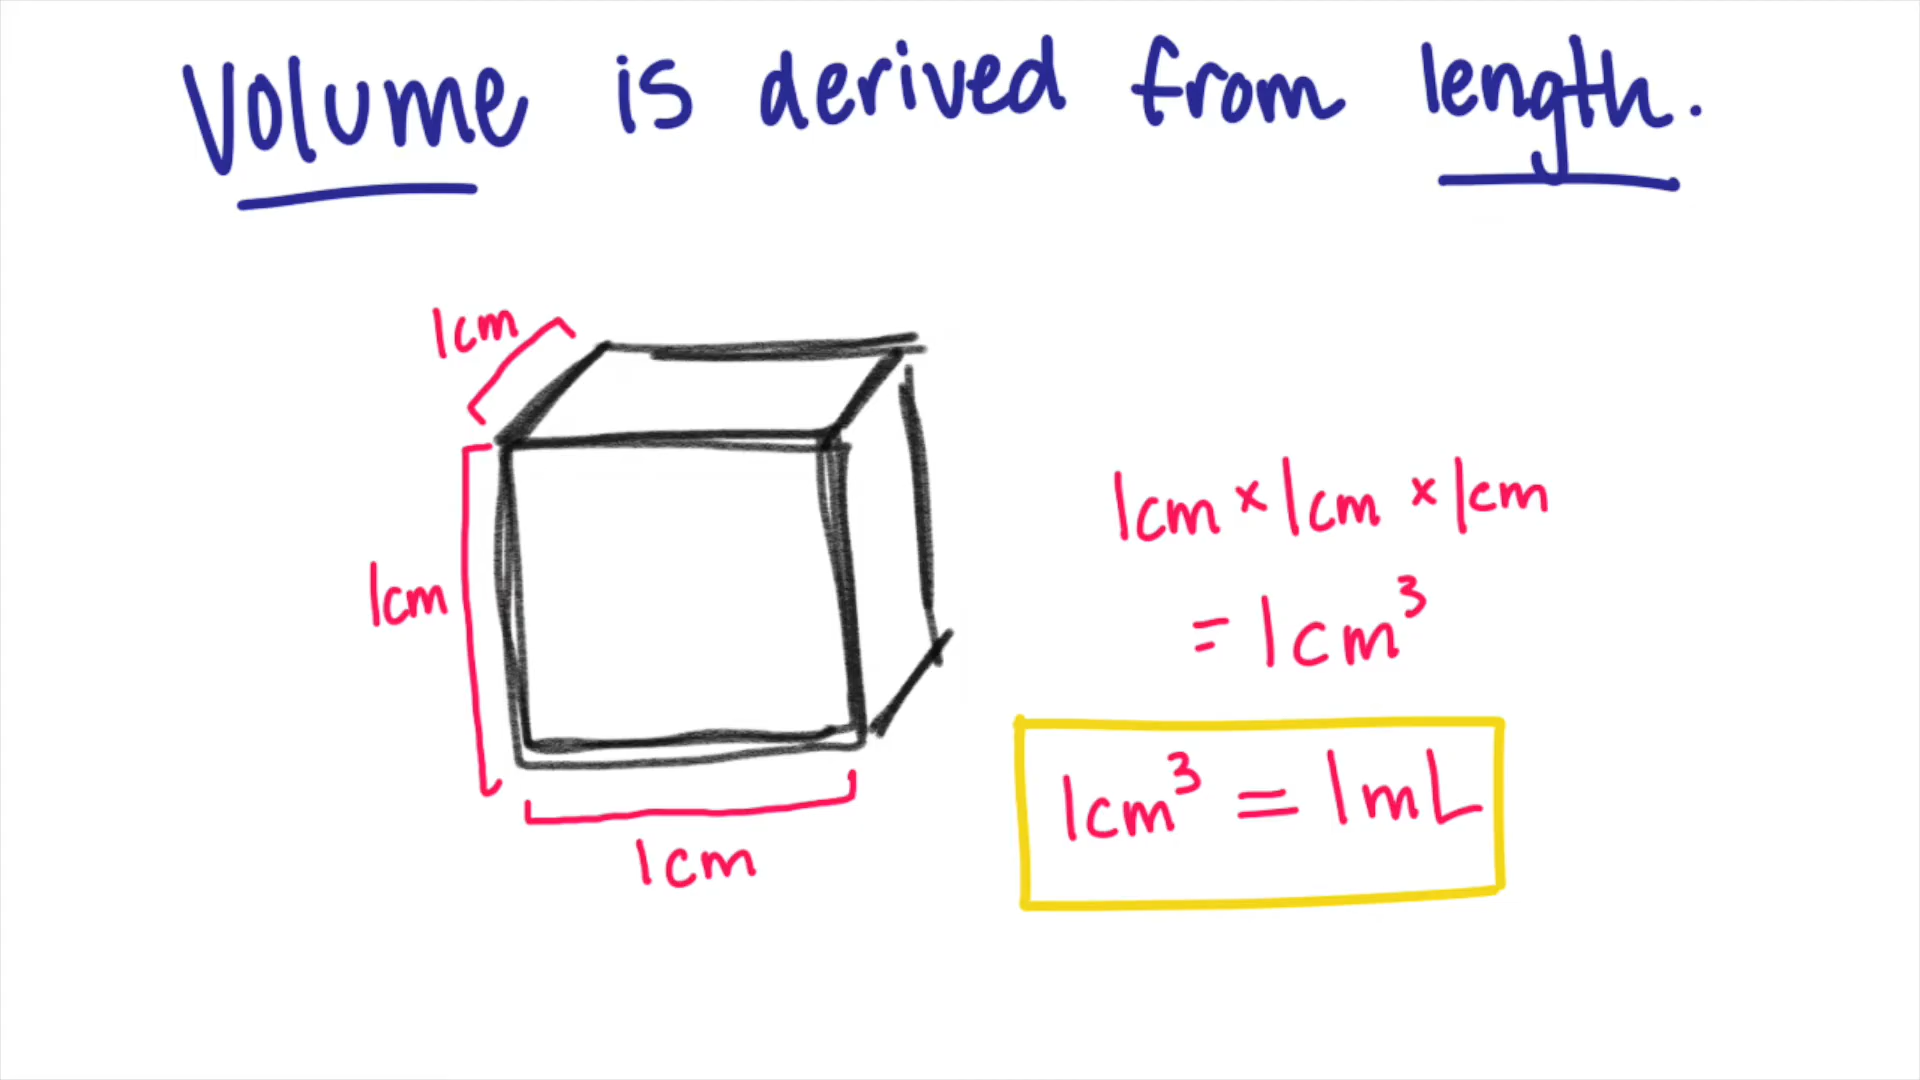 Volume is derived from length.
1cm
1cm
1cm
1cm × 1cm × 1cm
= 1cm³
1cm³ = 1mL